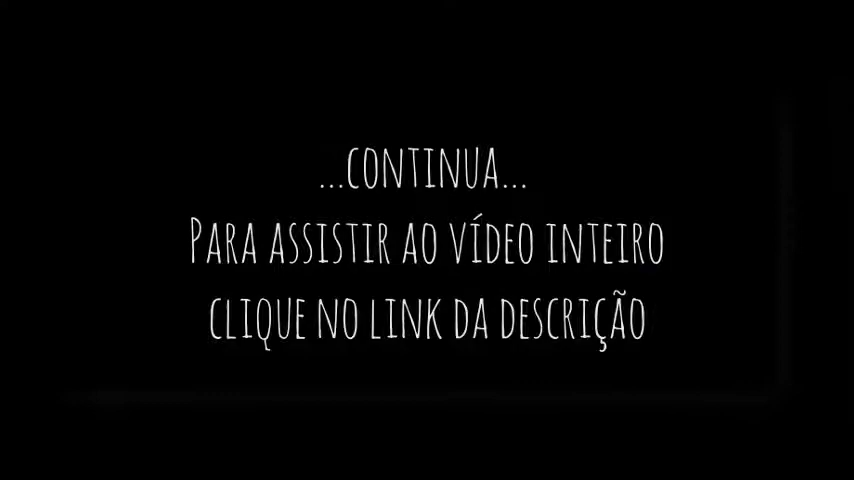 ...CONTINUA...
PARA ASSISTIR AO VÍDEO INTEIRO
CLIQUE NO LINK DA DESCRIÇÃO